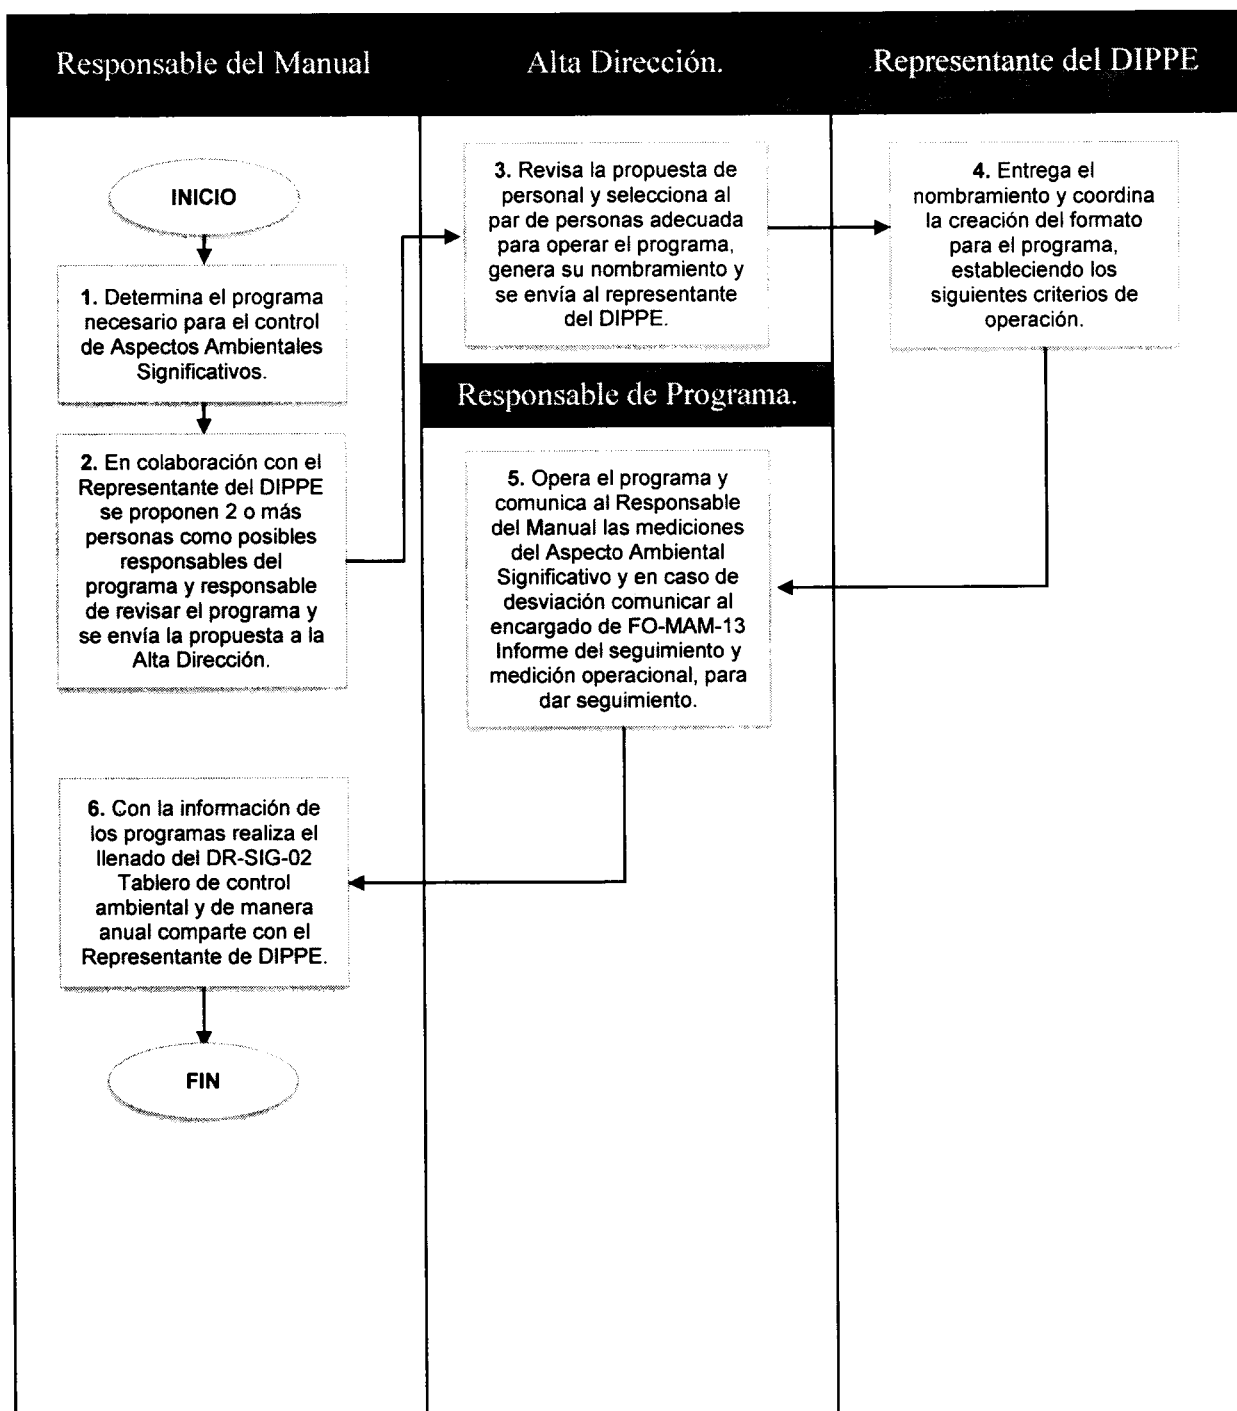 Responsable del Manual
Alta Dirección.
Representante del DIPPE
INICIO
1. Determina el programa
necesario para el control
de Aspectos Ambientales
Significativos.
2. En colaboración con el
Representante del DIPPE
se proponen 2 o más
personas como posibles
responsables del
programa y responsable
de revisar el programa y
se envía la propuesta a la
Alta Dirección.
3. Revisa la propuesta de
personal y selecciona al
par de personas adecuada
para operar el programa,
genera su nombramiento y
se envía al representante
del DIPPE.
4. Entrega el
nombramiento y coordina
la creación del formato
para el programa,
estableciendo los
siguientes criterios de
operación.
Responsable de Programa.
5. Opera el programa y
comunica al Responsable
del Manual las mediciones
del Aspecto Ambiental
Significativo y en caso de
desviación comunicar al
encargado de FO-MAM-13
Informe del seguimiento y
medición operacional, para
dar seguimiento.
6. Con la información de
los programas realiza el
llenado del DR-SIG-02
Tablero de control
ambiental y de manera
anual comparte con el
Representante de DIPPE.
FIN